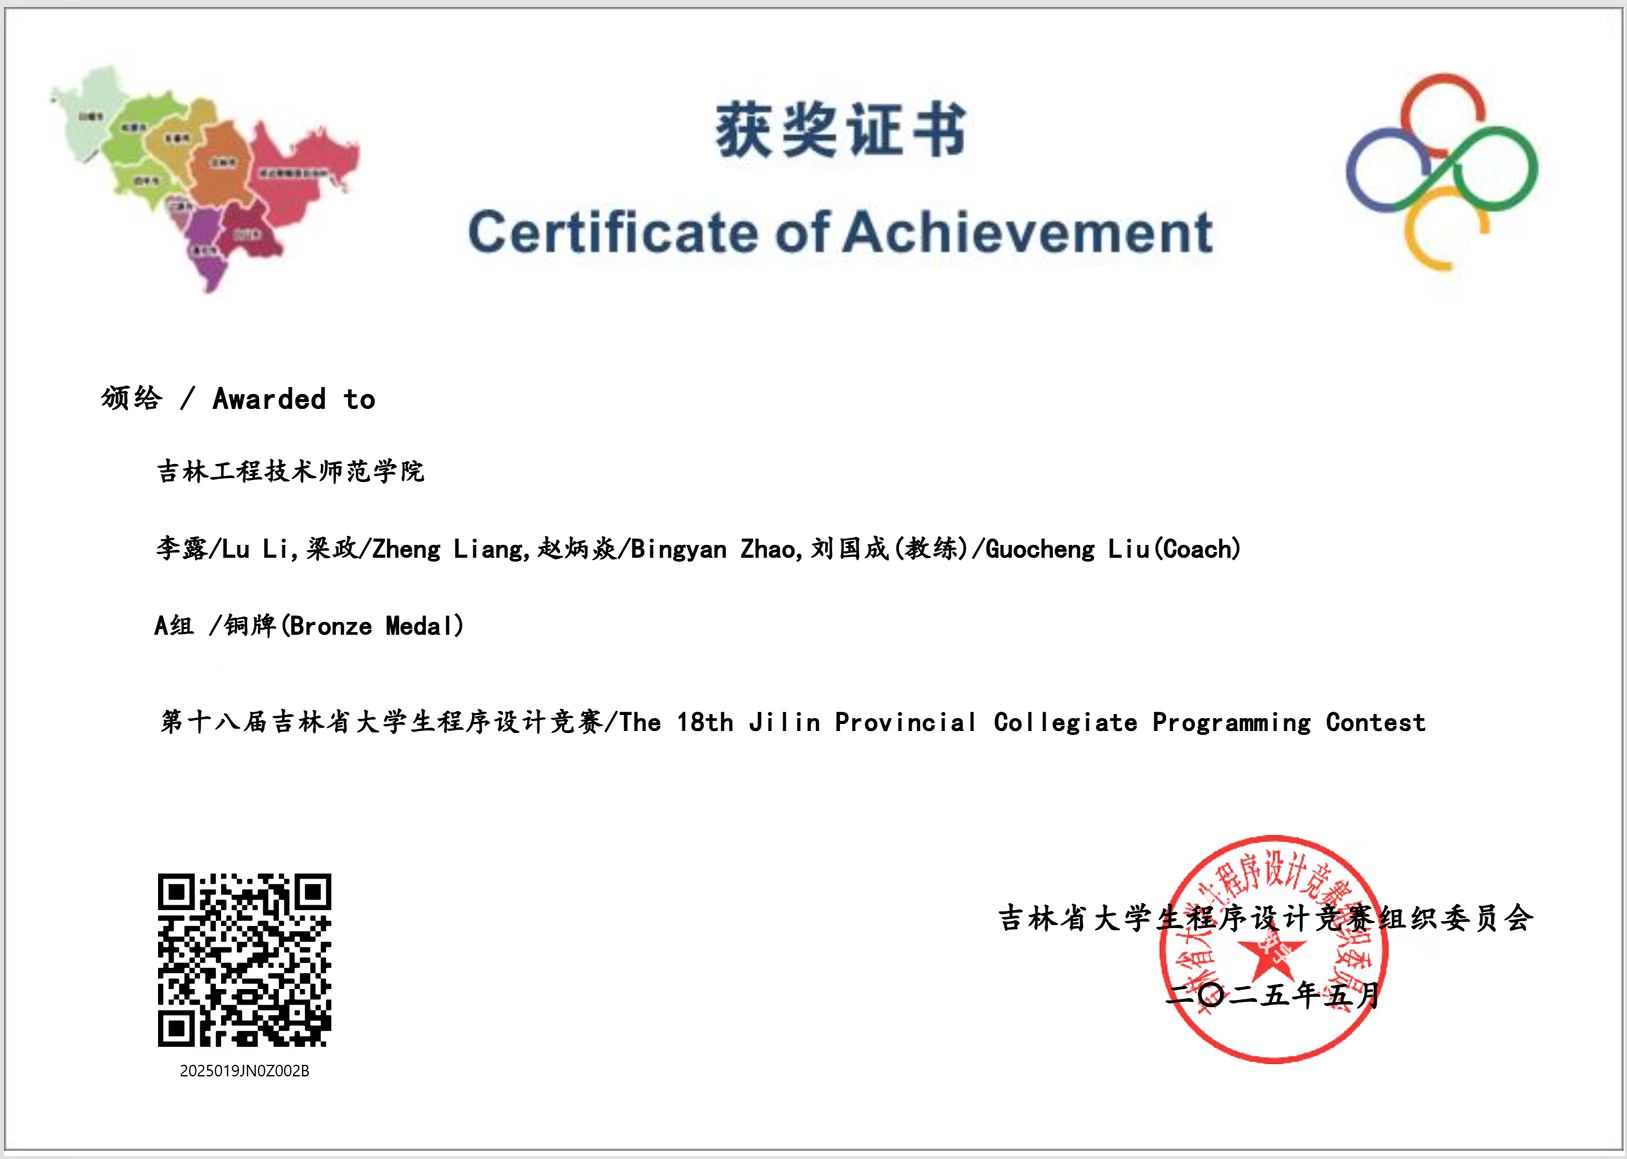 获奖证书
Certificate of Achievement
颁给 / Awarded to
吉林工程技术师范学院
李露/Lu Li,梁政/Zheng Liang,赵炳焱/Bingyan Zhao,刘国成(教练)/Guocheng Liu(Coach)
A组 /铜牌(Bronze Medal)
第十八届吉林省大学生程序设计竞赛/The 18th Jilin Provincial Collegiate Programming Contest
吉林省大学生程序设计竞赛组织委员会
二〇二五年五月
吉林省大学生程序设计竞赛组织委员会
2025019JN0Z002B